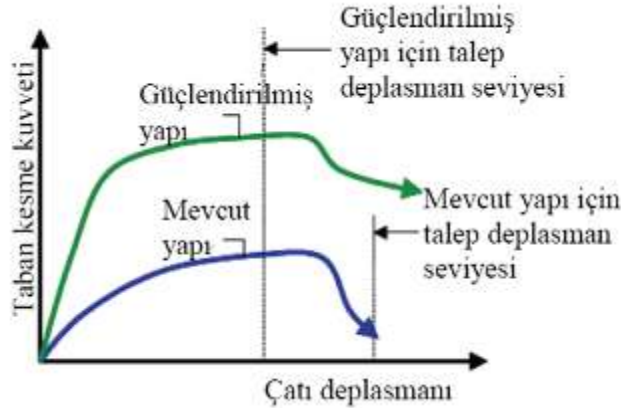 Güçlendirilmiş
yapı için talep
deplasman seviyesi
Güçlendirilmiş
yapı
Mevcut
yapı
Mevcut yapı için
talep deplasman
seviyesi
Taban kesme kuvveti
Çatı deplasmanı